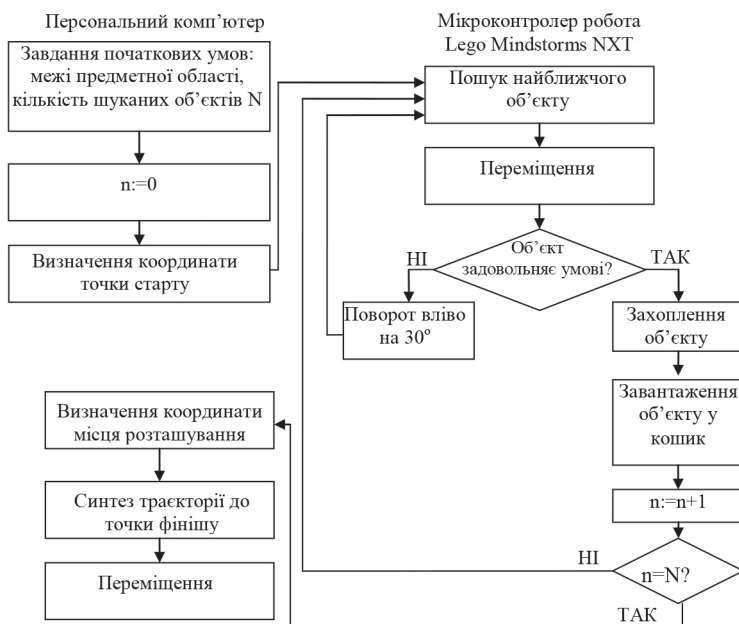 Персональний комп’ютер
Завдання початкових умов:
межі предметної області,
кількість шуканих об’єктів N
n:=0
Визначення координати
точки старту
Мікроконтролер робота
Lego Mindstorms NXT
Пошук найближчого
об’єкту
Переміщення
Об’єкт
задовольняє умові?
НІ
ТАК
Поворот вліво
на 30º
Захоплення
об’єкту
Завантаження
об’єкту у
кошик
n:=n+1
n=N?
НІ
ТАК
Визначення координати
місця розташування
Синтез траєкторії до
точки фінішу
Переміщення